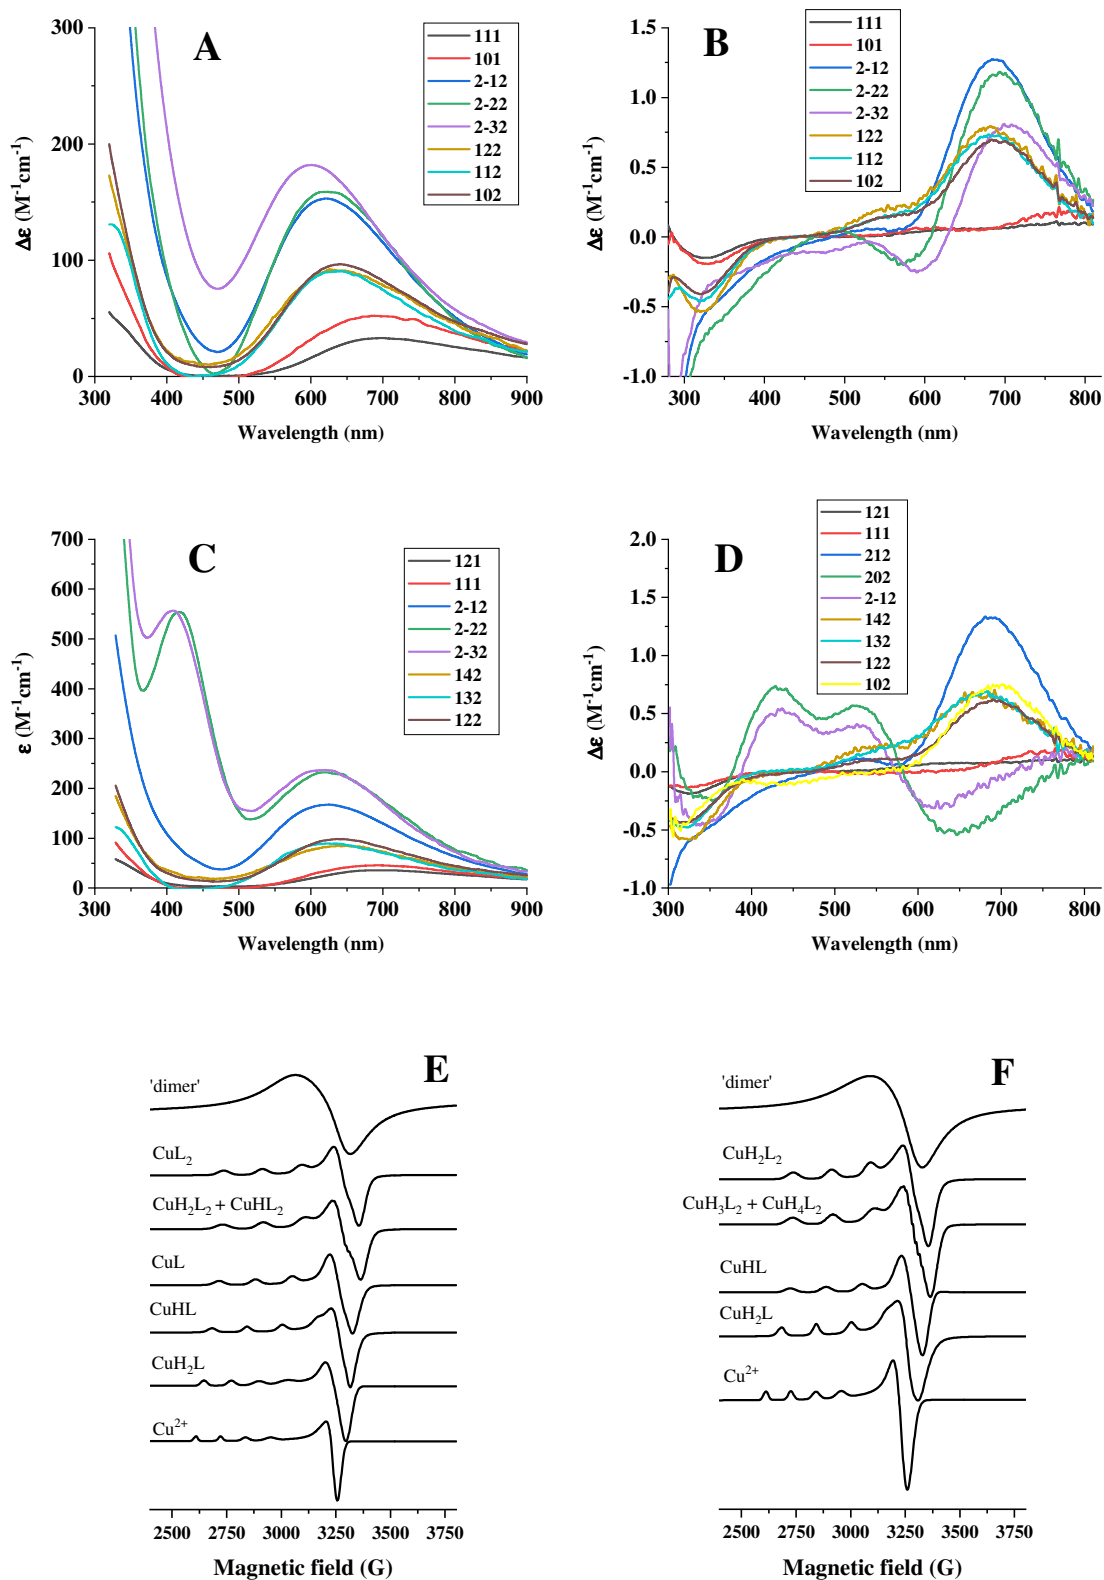 A
300
200
100
0
Δε (M⁻¹cm⁻¹)
300 400 500 600 700 800 900
Wavelength (nm)
111
101
2-12
2-22
2-32
122
112
102
B
1.5
1.0
0.5
0.0
-0.5
-1.0
Δε (M⁻¹cm⁻¹)
300 400 500 600 700 800
Wavelength (nm)
111
101
2-12
2-22
2-32
122
112
102
C
700
600
500
400
300
200
100
0
ε (M⁻¹cm⁻¹)
300 400 500 600 700 800 900
Wavelength (nm)
121
111
2-12
2-22
2-32
142
132
122
D
2.0
1.5
1.0
0.5
0.0
-0.5
-1.0
Δε (M⁻¹cm⁻¹)
300 400 500 600 700 800
Wavelength (nm)
121
111
212
202
2-12
142
132
122
102
E
'dimer'
CuL₂
CuH₂L₂ + CuHL₂
CuL
CuHL
CuH₂L
Cu²⁺
2500 2750 3000 3250 3500 3750
Magnetic field (G)
F
'dimer'
CuH₂L₂
CuH₃L₂ + CuH₄L₂
CuHL
CuH₂L
Cu²⁺
2500 2750 3000 3250 3500 3750
Magnetic field (G)